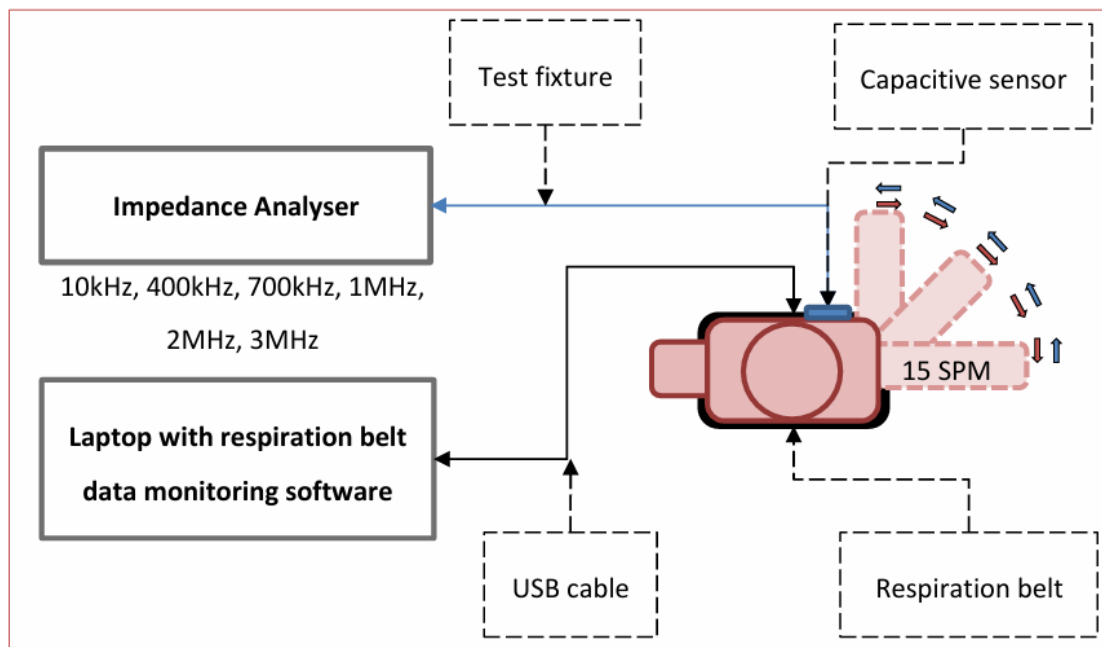 Test fixture
Capacitive sensor
Impedance Analyser
10kHz, 400kHz, 700kHz, 1MHz,
2MHz, 3MHz
15 SPM
Laptop with respiration belt
data monitoring software
USB cable
Respiration belt